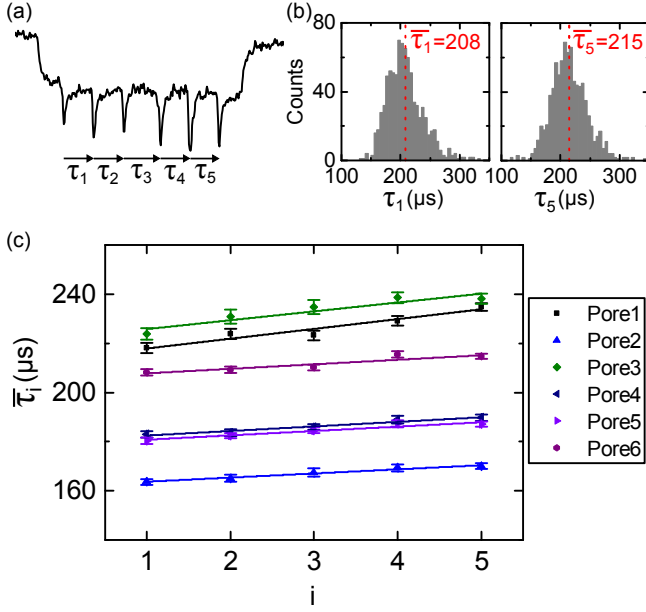 (a)
τ1 τ2 τ3 τ4 τ5
(b)
Counts
80
40
0
τ̅1=208
τ̅5=215
100 200 300
100 200 300
τ1 (μs)
τ5 (μs)
(c)
τ̅i (μs)
240
200
160
1 2 3 4 5
i
Pore1
Pore2
Pore3
Pore4
Pore5
Pore6